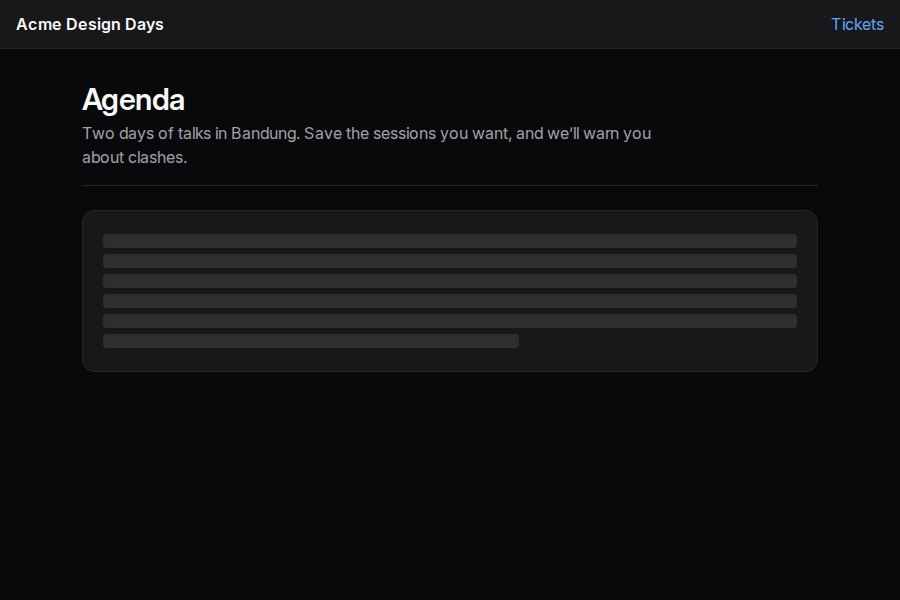 Acme Design Days
Tickets
Agenda
Two days of talks in Bandung. Save the sessions you want, and we’ll warn you
about clashes.